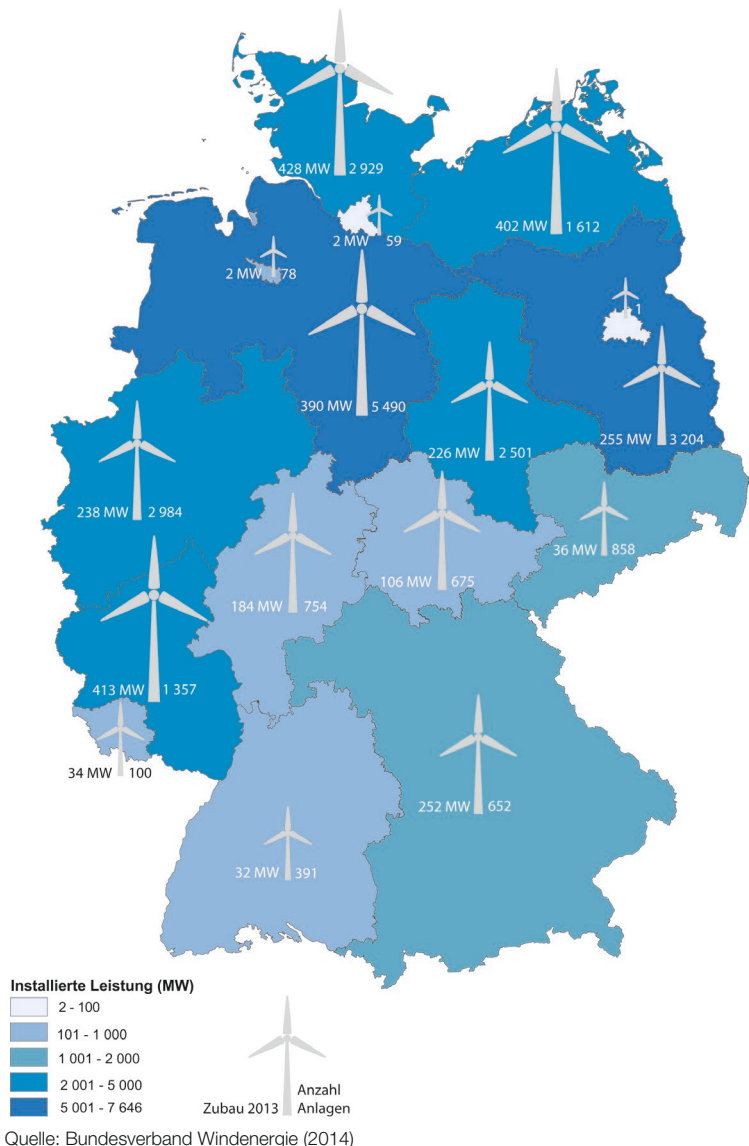 428 MW 2 929
402 MW 1 612
2 MW 59
2 MW 78
1
390 MW 5 490
255 MW 3 204
226 MW 2 501
238 MW 2 984
36 MW 858
106 MW 675
184 MW 754
413 MW 1 357
34 MW 100
252 MW 652
32 MW 391
Installierte Leistung (MW)
2 - 100
101 - 1 000
1 001 - 2 000
2 001 - 5 000
5 001 - 7 646
Zubau 2013
Anzahl
Anlagen
Quelle: Bundesverband Windenergie (2014)